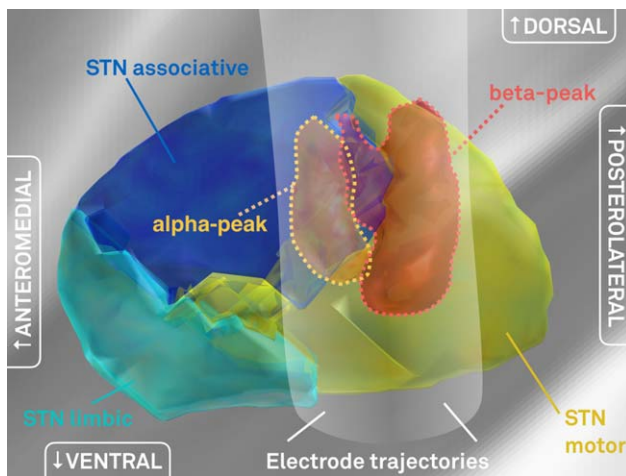 ↑DORSAL
STN associative
beta-peak
↑POSTEROLATERAL
↑ANTEROMEDIAL
alpha-peak
STN limbic
STN
motor
↓VENTRAL
Electrode trajectories